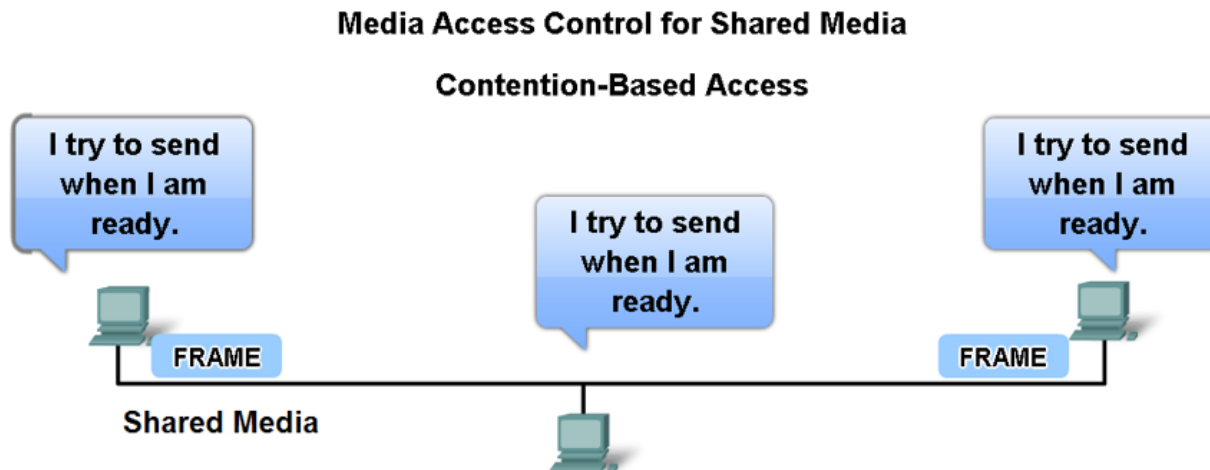 Media Access Control for Shared Media
Contention-Based Access
I try to send
when I am
ready.
I try to send
when I am
ready.
I try to send
when I am
ready.
FRAME
FRAME
Shared Media